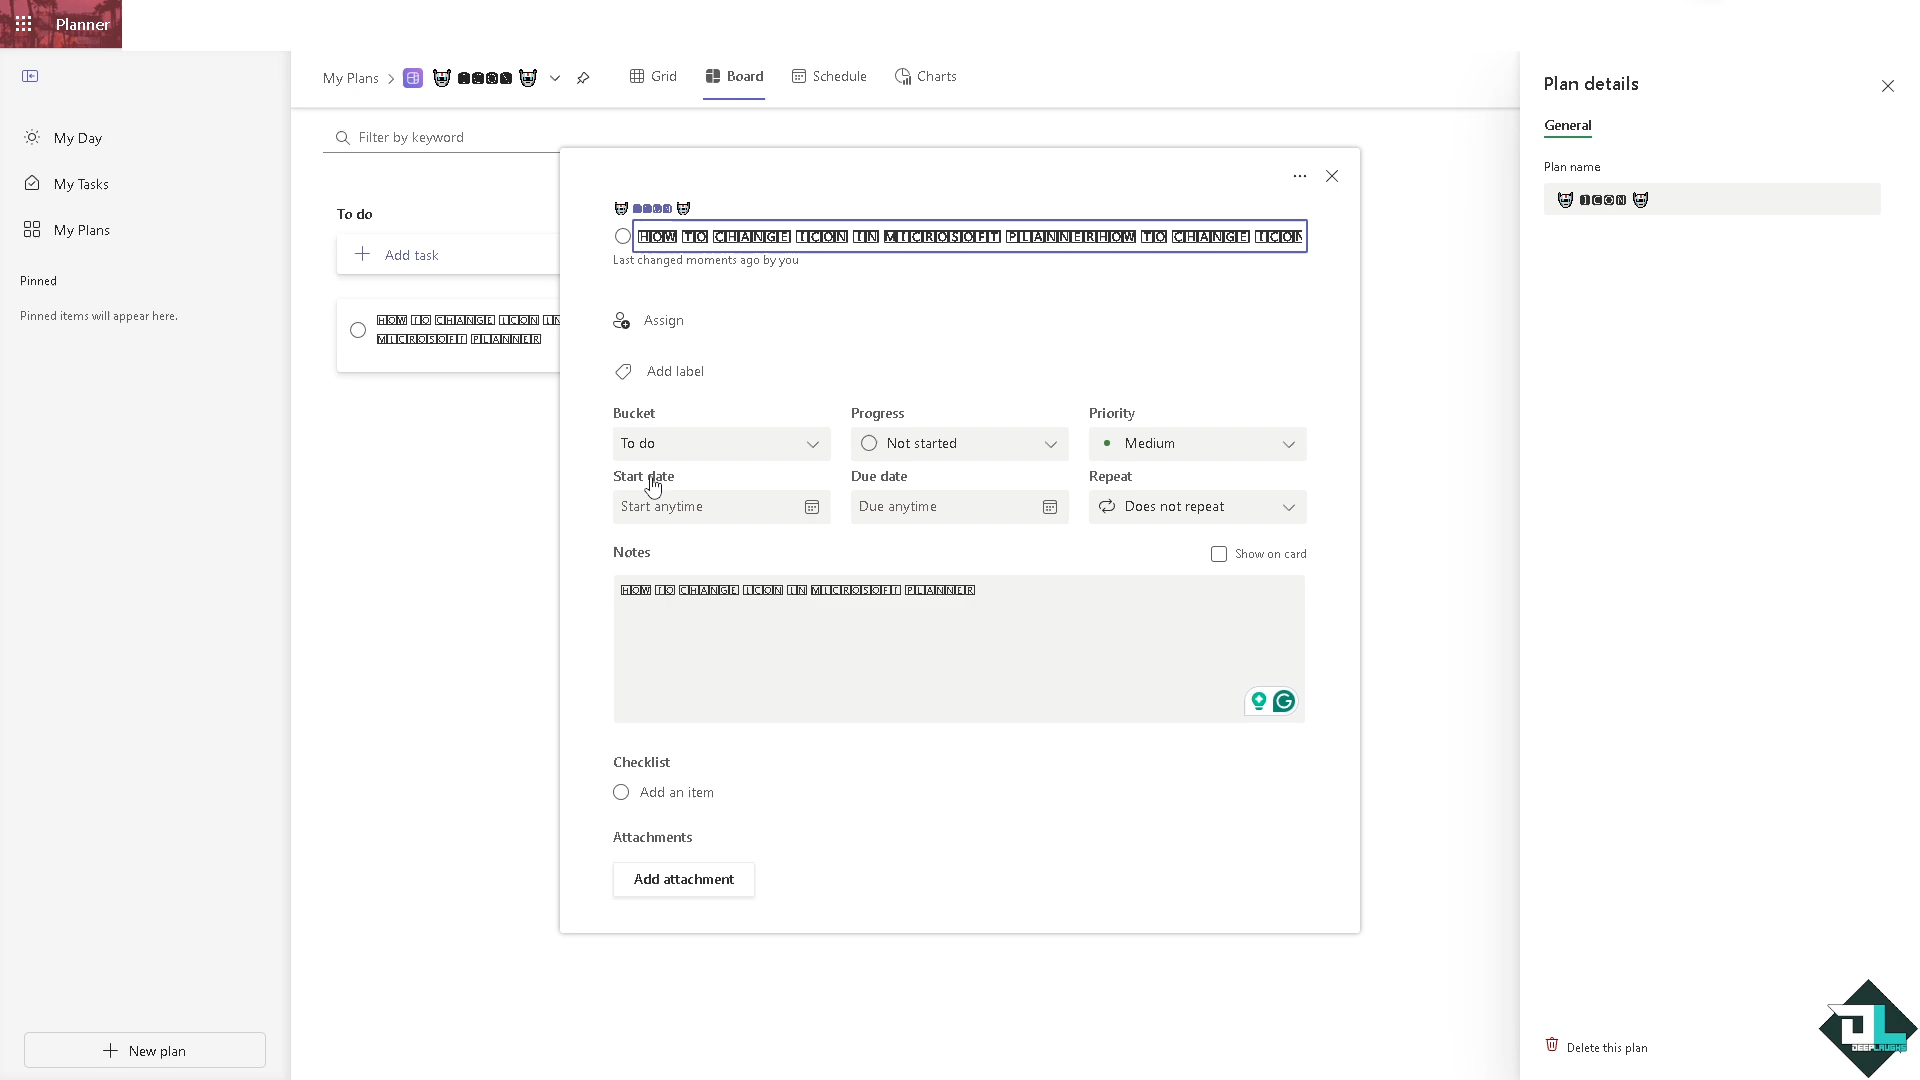 Planner
My Plans
ICON
Grid
Board
Schedule
Charts
Plan details
General
Plan name
ICON
My Day
My Tasks
My Plans
Pinned
Pinned items will appear here.
Filter by keyword
To do
Add task
HOW TO CHANGE ICON IN
MICROSOFT PLANNER
ICON
HOW TO CHANGE ICON IN MICROSOFT PLANNERHOW TO CHANGE ICON
Last changed moments ago by you
Assign
Add label
Bucket
Progress
Priority
To do
Not started
Medium
Start date
Due date
Repeat
Start anytime
Due anytime
Does not repeat
Notes
Show on card
HOW TO CHANGE ICON IN MICROSOFT PLANNER
Checklist
Add an item
Attachments
Add attachment
New plan
Delete this plan
DEEPLAUGHS